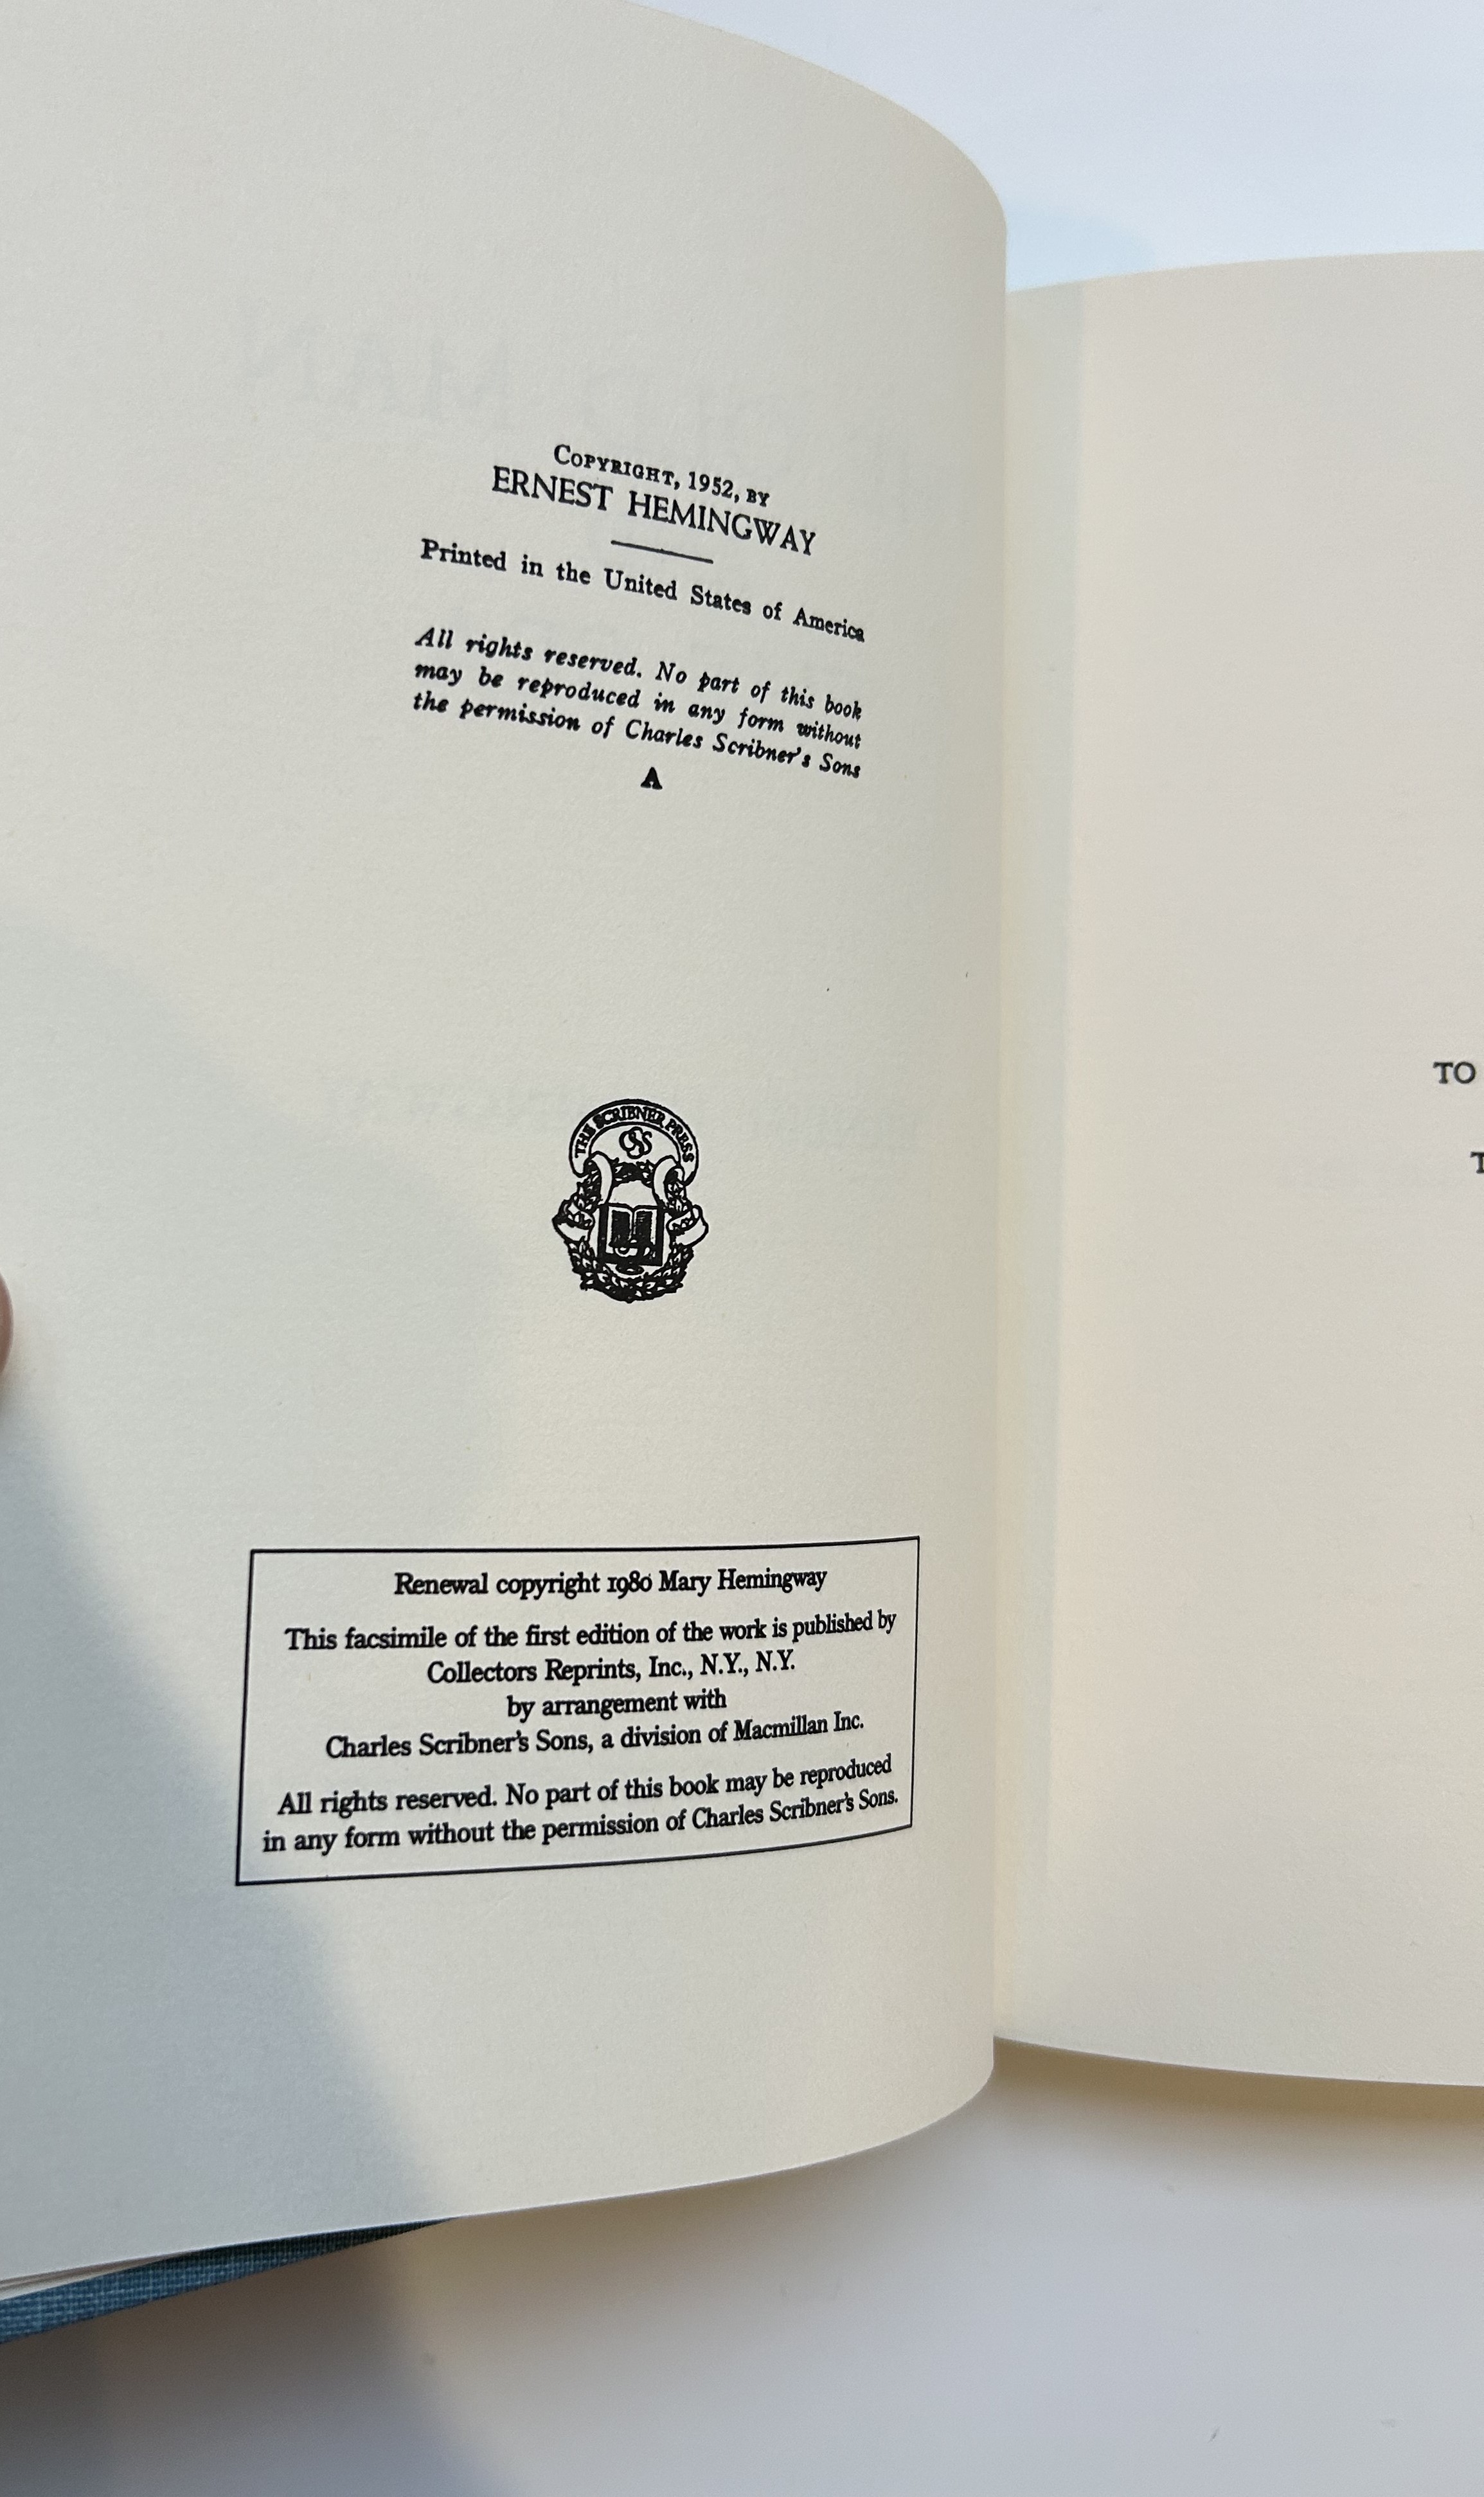 COPYRIGHT, 1952, BY
ERNEST HEMINGWAY
Printed in the United States of America
All rights reserved. No part of this book
may be reproduced in any form without
the permission of Charles Scribner's Sons
A
THE SCRIBNER PRESS
CSS
Renewal copyright 1980 Mary Hemingway
This facsimile of the first edition of the work is published by
Collectors Reprints, Inc., N.Y., N.Y.
by arrangement with
Charles Scribner's Sons, a division of Macmillan Inc.
All rights reserved. No part of this book may be reproduced
in any form without the permission of Charles Scribner's Sons.
TO